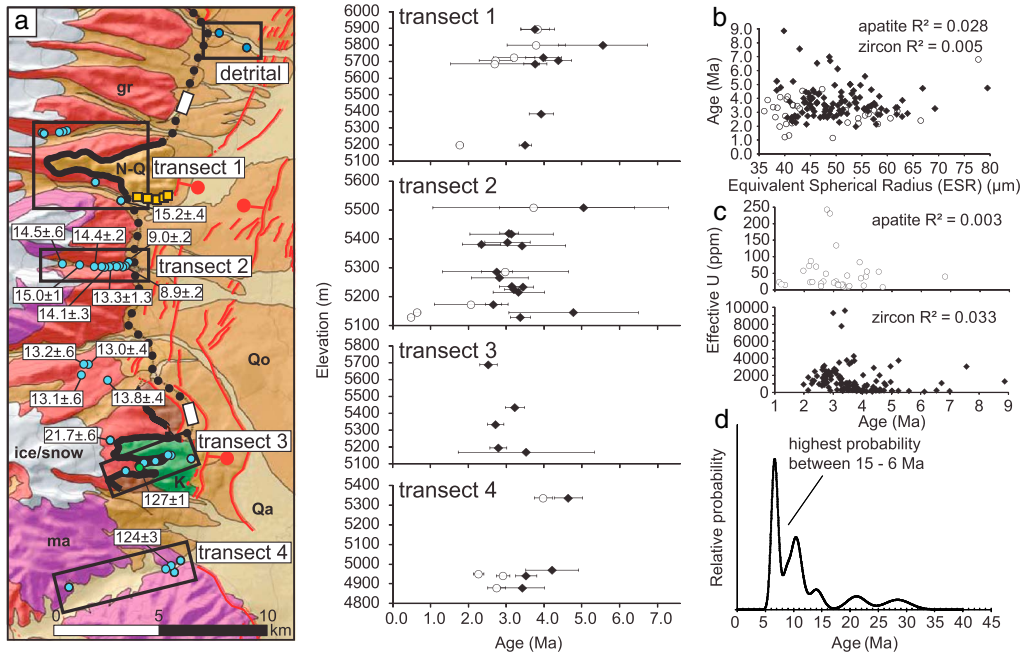 a
detrital
gr
N-Q
transect 1
15.2±.4
14.5±.6
14.4±.2
9.0±.2
transect 2
15.0±1
13.3±1.3
8.9±.2
14.1±.3
13.2±.6
13.0±.4
Qo
13.1±.6
13.8±.4
21.7±.6
transect 3
ice/snow
K
127±1
Qa
ma
124±3
transect 4
0
5
10
km
transect 1
6000
5900
5800
5700
5300
5200
5100
transect 2
5600
5500
5400
5300
5200
5100
transect 3
5800
5700
5400
5300
5200
5100
transect 4
5400
5300
5000
4900
4800
Elevation (m)
0.0 1.0 2.0 3.0 4.0 5.0 6.0 7.0
Age (Ma)
b
apatite R² = 0.028
zircon R² = 0.005
Age (Ma)
9.0
8.0
7.0
6.0
5.0
4.0
3.0
2.0
1.0
0.0
35 40 45 50 55 60 65 70 75 80
Equivalent Spherical Radius (ESR) (µm)
c
apatite R² = 0.003
250
200
150
100
50
0
Effective U (ppm)
zircon R² = 0.033
10000
8000
6000
4000
2000
0
1 2 3 4 5 6 7 8 9
Age (Ma)
d
highest probability
between 15 - 6 Ma
Relative probability
0 5 10 15 20 25 30 35 40 45
Age (Ma)